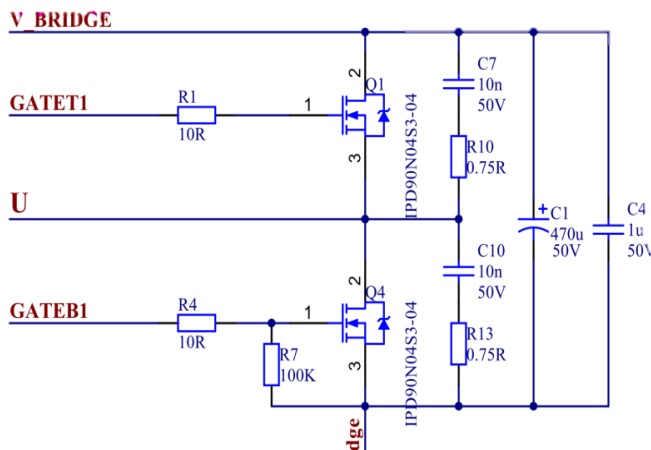 V_BRIDGE
2
Q1
C7
10n
50V
GATET1
R1
10R
1
IPD90N04S3-04
3
R10
0.75R
U
+
C1
470u
50V
C4
1u
50V
2
Q4
C10
10n
50V
GATEB1
R4
10R
1
IPD90N04S3-04
R7
100K
3
R13
0.75R
dge